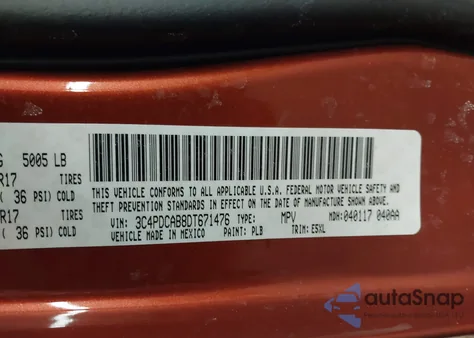 G 5005 LB
R17 TIRES
( 36 PSI) COLD
R17 TIRES
( 36 PSI) COLD
THIS VEHICLE CONFORMS TO ALL APPLICABLE U.S.A. FEDERAL MOTOR VEHICLE SAFETY AND
THEFT PREVENTION STANDARDS IN EFFECT ON THE DATE OF MANUFACTURE SHOWN ABOVE.
VIN: 3C4PDCAB8DT671476 TYPE: MPV MDH: 040117 040AA
VEHICLE MADE IN MEXICO PAINT: PLB TRIM: E5XL
autoSnap